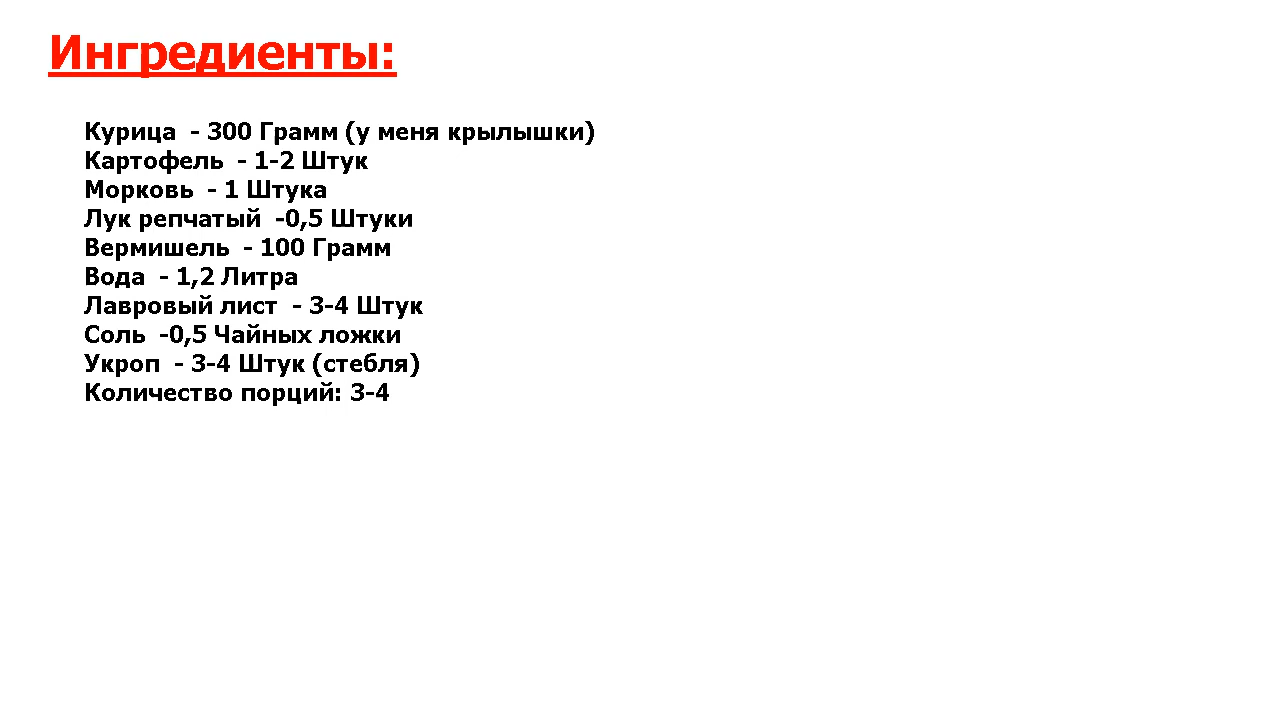 Ингредиенты:
Курица  - 300 Грамм (у меня крылышки)
Картофель  - 1-2 Штук
Морковь  - 1 Штука
Лук репчатый  -0,5 Штуки
Вермишель  - 100 Грамм
Вода  - 1,2 Литра
Лавровый лист  - 3-4 Штук
Соль  -0,5 Чайных ложки
Укроп  - 3-4 Штук (стебля)
Количество порций: 3-4